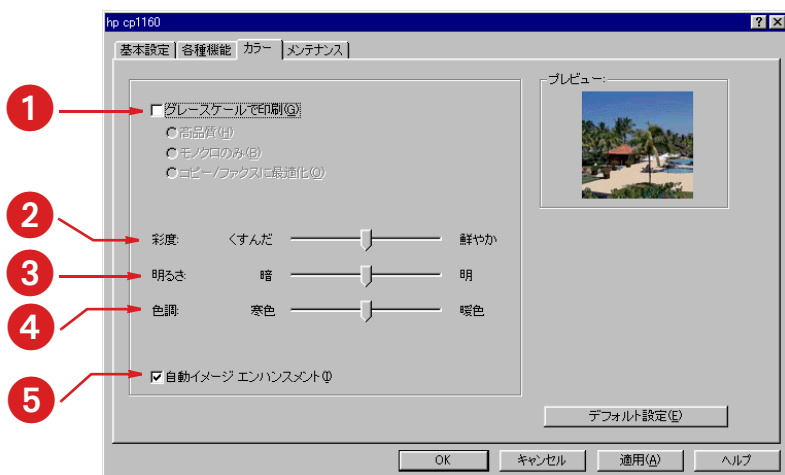 hp cp1160
基本設定 各種機能 カラー メンテナンス
プレビュー:
1
グレースケールで印刷(G)
高品質(H)
モノクロのみ(B)
コピー/ファクスに最適化(O)
2
彩度: くすんだ 鮮やか
3
明るさ: 暗 明
4
色調: 寒色 暖色
5
自動イメージ エンハンスメント(I)
デフォルト設定(E)
OK キャンセル 適用(A) ヘルプ